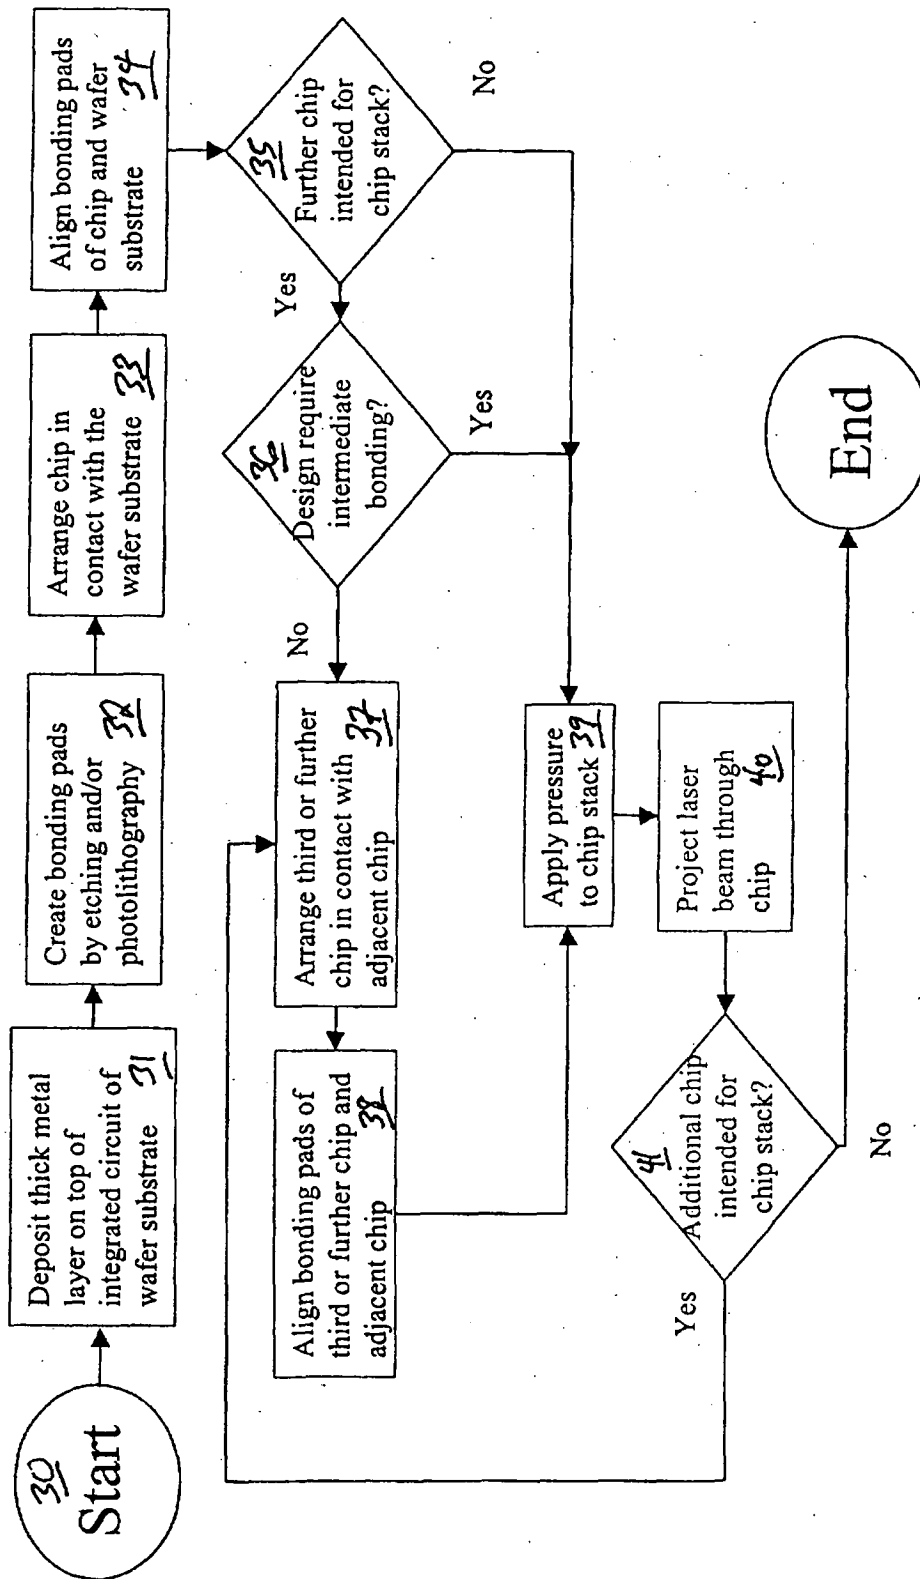 30
Start
Deposit thick metal
layer on top of
integrated circuit of
wafer substrate 31
Create bonding pads
by etching and/or
photolithography 32
Arrange chip in
contact with the
wafer substrate 33
Align bonding pads
of chip and wafer
substrate 34
35
Further chip
intended for
chip stack?
No
Yes
36
Design require
intermediate
bonding?
Yes
No
Arrange third or further
chip in contact with 37
adjacent chip
Align bonding pads of
third or further chip and
adjacent chip 38
Apply pressure
to chip stack 39
Project laser
beam through
chip 40
41
Additional chip
intended for
chip stack?
Yes
No
End